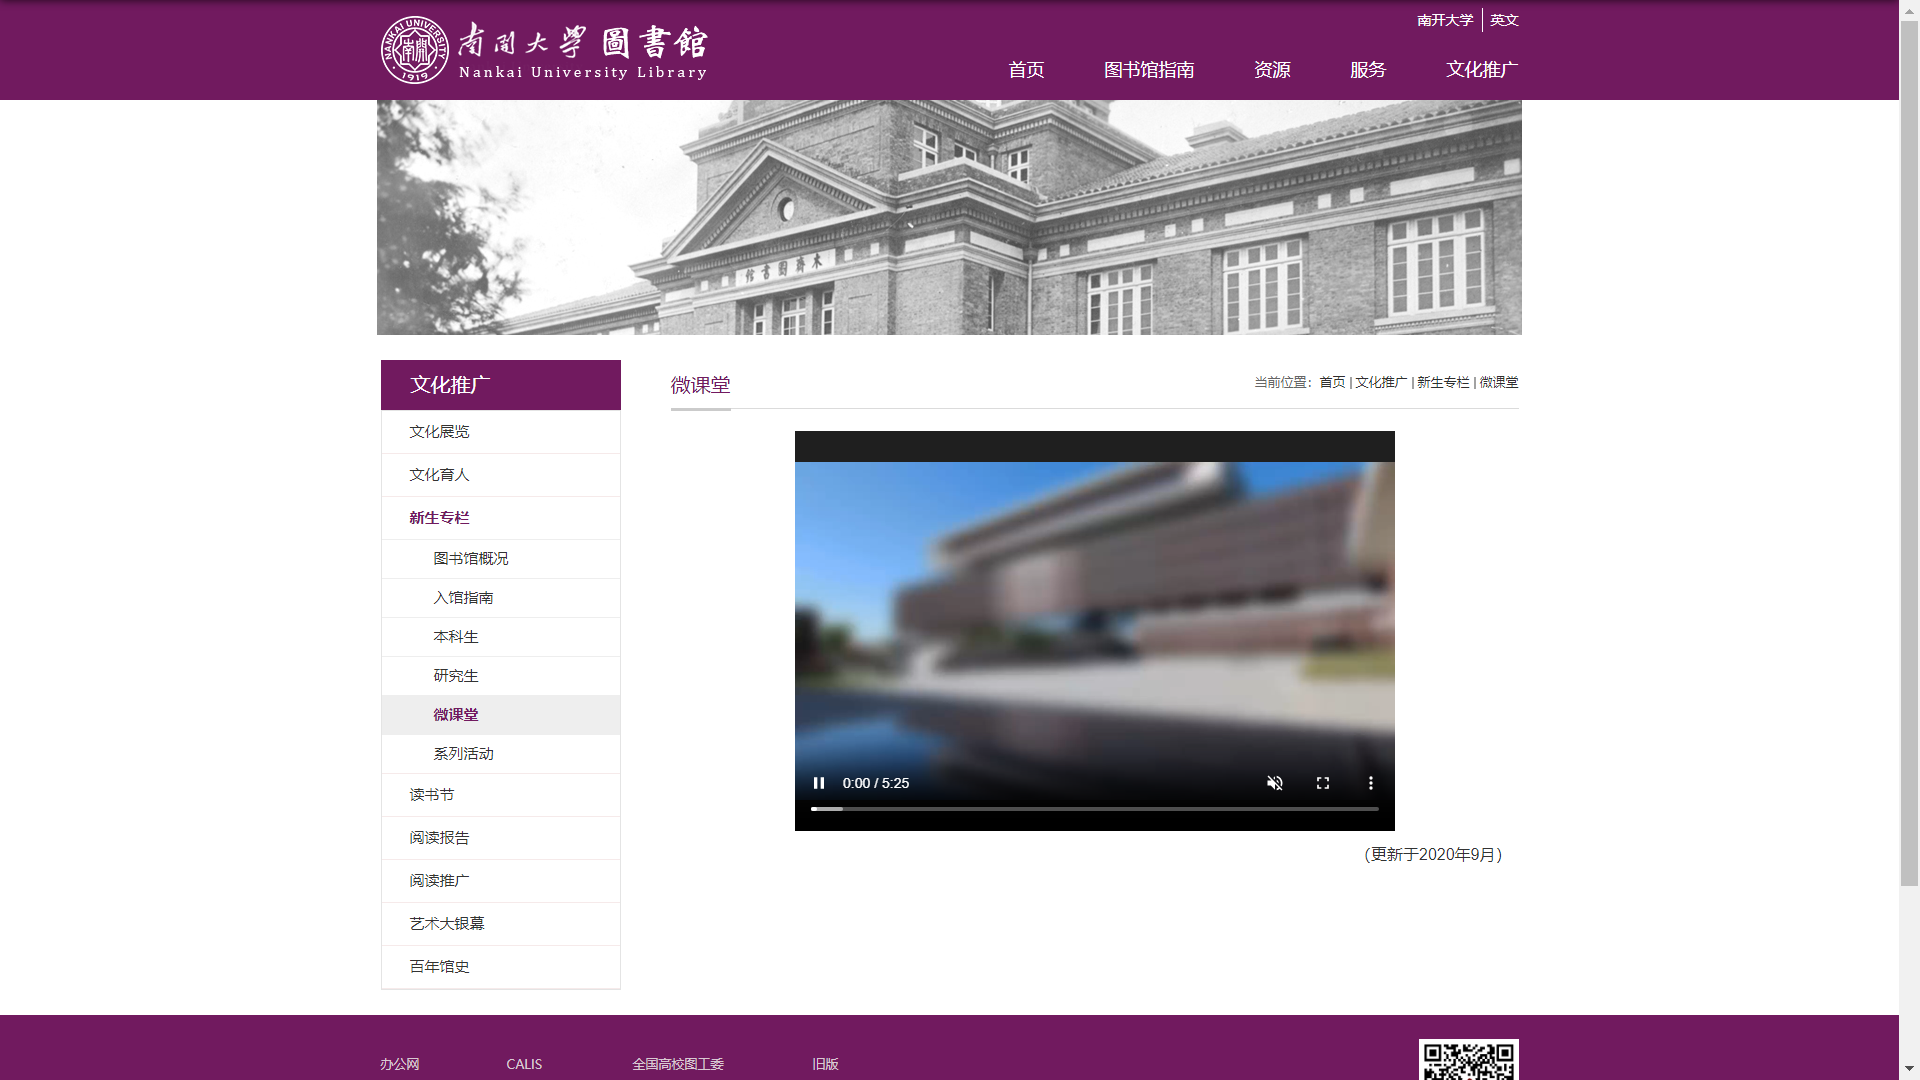 南开大学 英文
南開大學 圖書館
Nankai University Library
NANKAI UNIVERSITY
1919
首页 图书馆指南 资源 服务 文化推广
木齋圖書館
文化推广
文化展览
文化育人
新生专栏
图书馆概况
入馆指南
本科生
研究生
微课堂
系列活动
读书节
阅读报告
阅读推广
艺术大银幕
百年馆史
微课堂
当前位置：首页 | 文化推广 | 新生专栏 | 微课堂
0:00 / 5:25
（更新于2020年9月）
办公网 CALIS 全国高校图工委 旧版